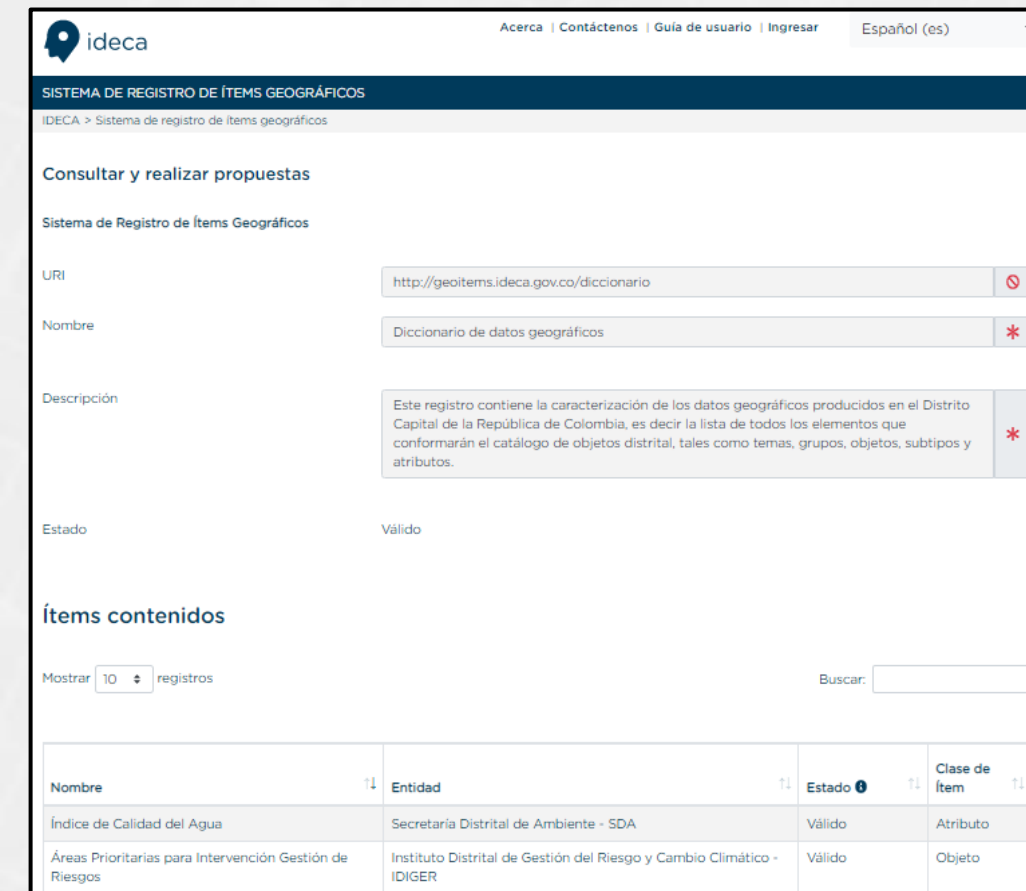 ideca
Acerca | Contáctenos | Guía de usuario | Ingresar
Español (es)
SISTEMA DE REGISTRO DE ÍTEMS GEOGRÁFICOS
IDECA > Sistema de registro de ítems geográficos
Consultar y realizar propuestas
Sistema de Registro de Ítems Geográficos
URI
http://geoitems.ideca.gov.co/diccionario
Nombre
Diccionario de datos geográficos
Descripción
Este registro contiene la caracterización de los datos geográficos producidos en el Distrito
Capital de la República de Colombia, es decir la lista de todos los elementos que
conformarán el catálogo de objetos distrital, tales como temas, grupos, objetos, subtipos y
atributos.
Estado
Válido
Ítems contenidos
Mostrar 10 registros
Buscar:
Nombre
Entidad
Estado
Clase de
Ítem
Índice de Calidad del Agua
Secretaría Distrital de Ambiente - SDA
Válido
Atributo
Áreas Prioritarias para Intervención Gestión de
Riesgos
Instituto Distrital de Gestión del Riesgo y Cambio Climático -
IDIGER
Válido
Objeto